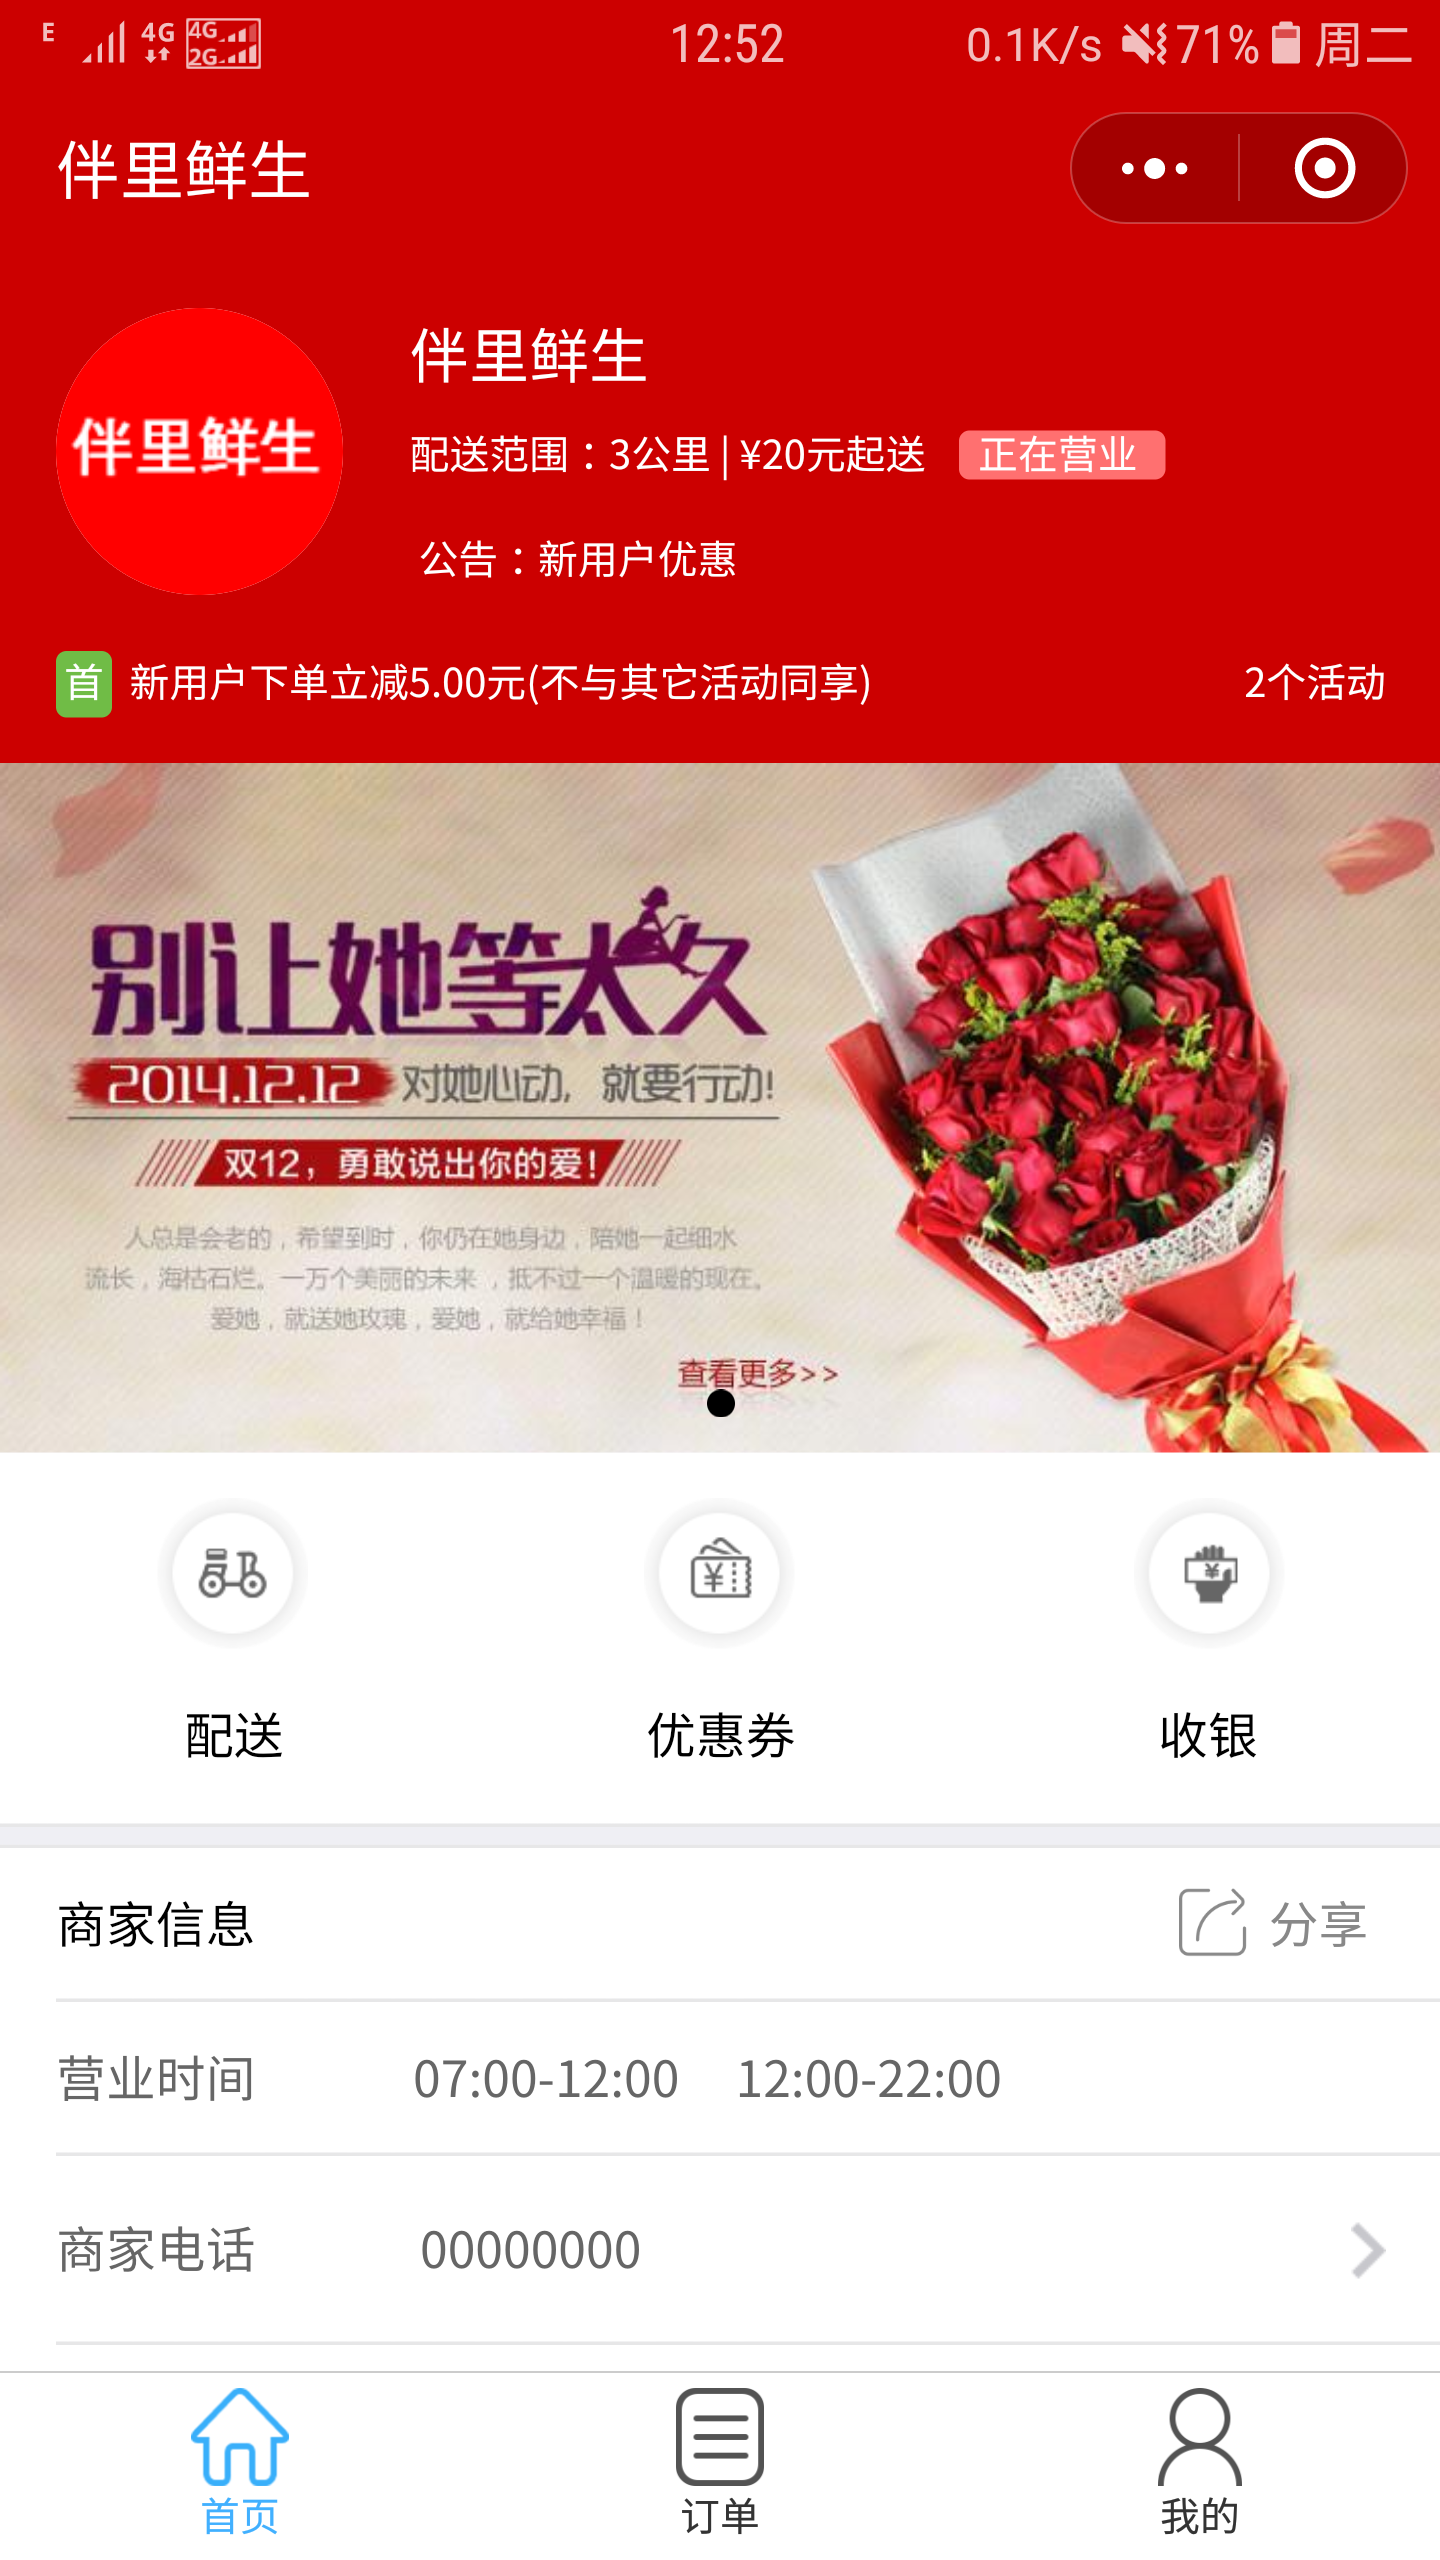 E 4G 4G 2G 12:52 0.1K/s 71% 周二
伴里鲜生
伴里鲜生
伴里鲜生
配送范围：3公里 | ¥20元起送 正在营业
公告：新用户优惠
首 新用户下单立减5.00元(不与其它活动同享) 2个活动
别让她等太久
2014.12.12 对她心动，就要行动!
双12，勇敢说出你的爱!
人总是会老的，希望到时，你仍在她身边，陪她一起细水
流长，海枯石烂。一万个美丽的未来，抵不过一个温暖的现在。
爱她，就送她玫瑰，爱她，就给她幸福！
查看更多>>
配送 优惠券 收银
商家信息 分享
营业时间 07:00-12:00 12:00-22:00
商家电话 00000000
首页 订单 我的